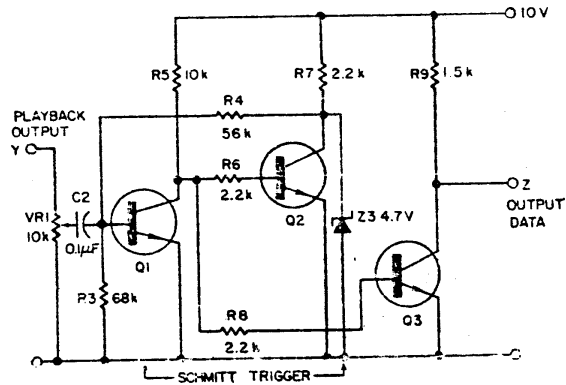 10V
R5
10k
R7
2.2k
R9
1.5k
R4
56k
PLAYBACK
OUTPUT
Y
R6
2.2k
C2
VR1
10k
0.1μF
Q1
Q2
Z3 4.7V
Z
OUTPUT
DATA
R3
68k
R8
2.2k
Q3
SCHMITT TRIGGER